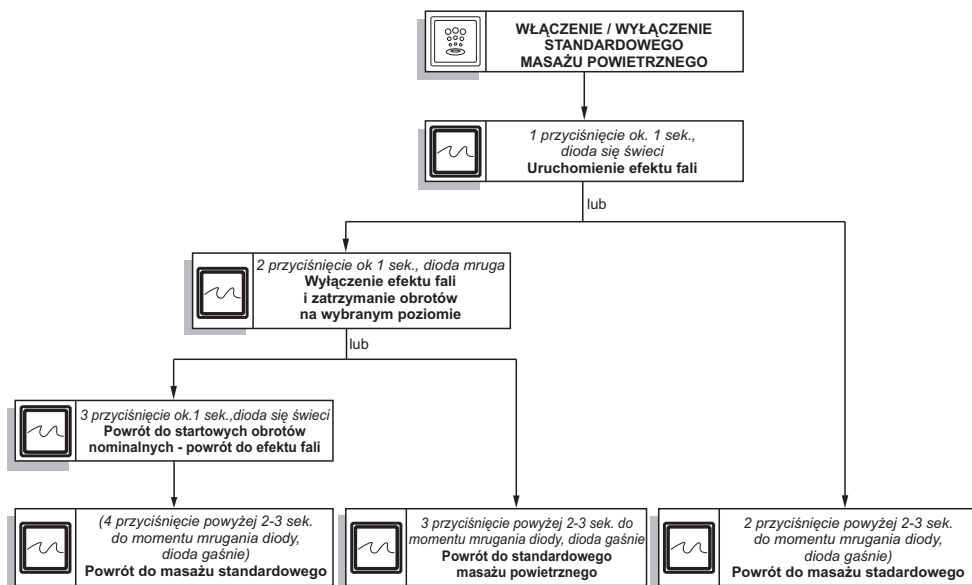 WŁĄCZENIE / WYŁĄCZENIE
STANDARDOWEGO
MASAŻU POWIETRZNEGO
1 przyciśnięcie ok. 1 sek.,
dioda się świeci
Uruchomienie efektu fali
lub
2 przyciśnięcie ok 1 sek., dioda mruga
Wyłączenie efektu fali
i zatrzymanie obrotów
na wybranym poziomie
lub
3 przyciśnięcie ok.1 sek.,dioda się świeci
Powrót do startowych obrotów
nominalnych - powrót do efektu fali
(4 przyciśnięcie powyżej 2-3 sek.
do momentu mrugania diody,
dioda gaśnie)
Powrót do masażu standardowego
3 przyciśnięcie powyżej 2-3 sek. do
momentu mrugania diody, dioda gaśnie
Powrót do standardowego
masażu powietrznego
2 przyciśnięcie powyżej 2-3 sek.
do momentu mrugania diody,
dioda gaśnie)
Powrót do masażu stadardowego